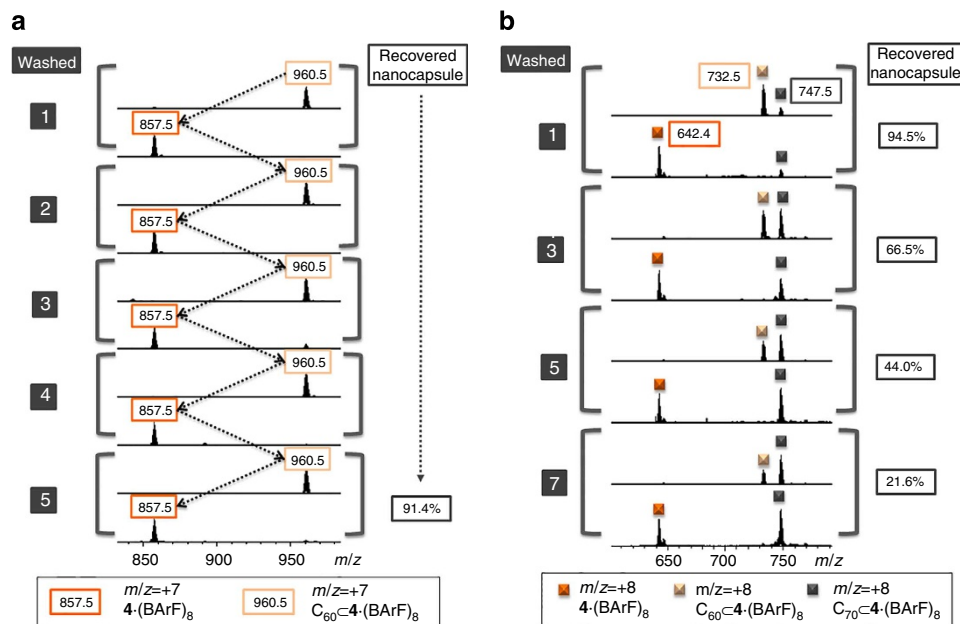 a
Washed
Recovered
nanocapsule
960.5
1
857.5
960.5
2
857.5
960.5
3
857.5
960.5
4
857.5
960.5
5
857.5
91.4%
850 900 950 m/z
857.5 m/z=+7
4·(BArF)8
960.5 m/z=+7
C60⊂4·(BArF)8
b
Washed
Recovered
nanocapsule
732.5
747.5
1
642.4
94.5%
3
66.5%
5
44.0%
7
21.6%
650 700 750 m/z
m/z=+8
4·(BArF)8
m/z=+8
C60⊂4·(BArF)8
m/z=+8
C70⊂4·(BArF)8